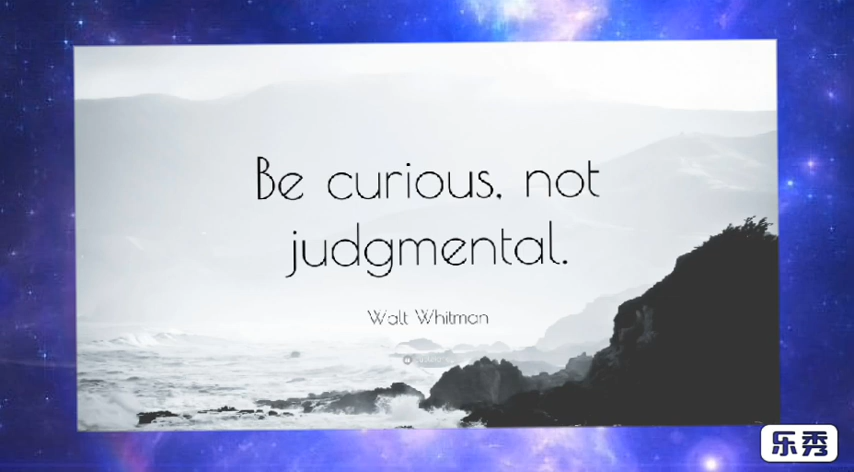 Be curious, not
judgmental.
Walt Whitman
乐秀